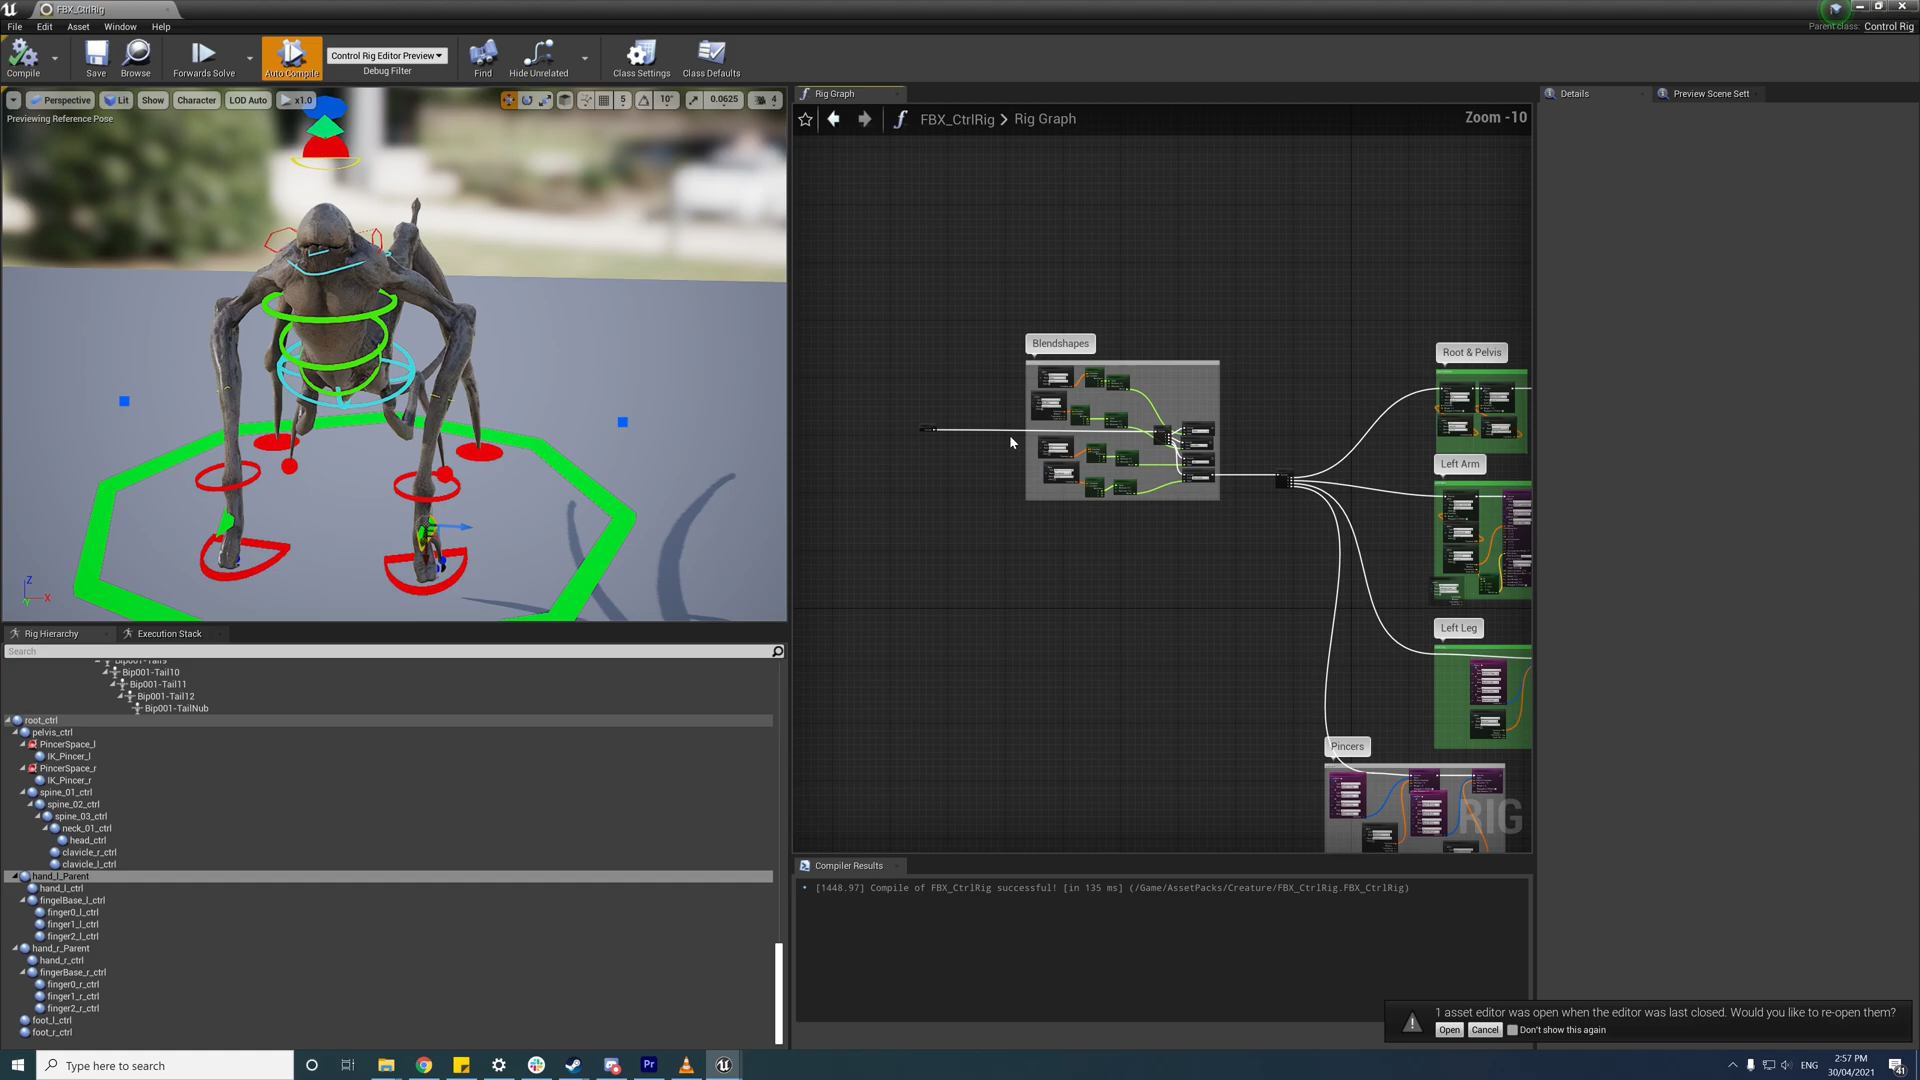 FBX_CtrlRig
File Edit Asset Window Help
Parent class: Control Rig
Compile
Save
Browse
Forwards Solve
Auto Compile
Control Rig Editor Preview
Debug Filter
Find
Hide Unrelated
Class Settings
Class Defaults
Perspective
Lit
Show
Character
LOD Auto
x1.0
5
10°
0.0625
4
Previewing Reference Pose
Z
X
Rig Graph
FBX_CtrlRig > Rig Graph
Zoom -10
Blendshapes
Root & Pelvis
Left Arm
Left Leg
Pincers
RIG
Details
Preview Scene Sett
Rig Hierarchy
Execution Stack
Search
Bip001-Tail9
Bip001-Tail10
Bip001-Tail11
Bip001-Tail12
Bip001-TailNub
root_ctrl
pelvis_ctrl
PincerSpace_l
IK_Pincer_l
PincerSpace_r
IK_Pincer_r
spine_01_ctrl
spine_02_ctrl
spine_03_ctrl
neck_01_ctrl
head_ctrl
clavicle_r_ctrl
clavicle_l_ctrl
hand_l_Parent
hand_l_ctrl
fingelBase_l_ctrl
finger0_l_ctrl
finger1_l_ctrl
finger2_l_ctrl
hand_r_Parent
hand_r_ctrl
fingerBase_r_ctrl
finger0_r_ctrl
finger1_r_ctrl
finger2_r_ctrl
foot_l_ctrl
foot_r_ctrl
Compiler Results
[1448.97] Compile of FBX_CtrlRig successful! [in 135 ms] (/Game/AssetPacks/Creature/FBX_CtrlRig.FBX_CtrlRig)
1 asset editor was open when the editor was last closed. Would you like to re-open them?
Open
Cancel
Don't show this again
Type here to search
Pr
ENG
2:57 PM
30/04/2021
41